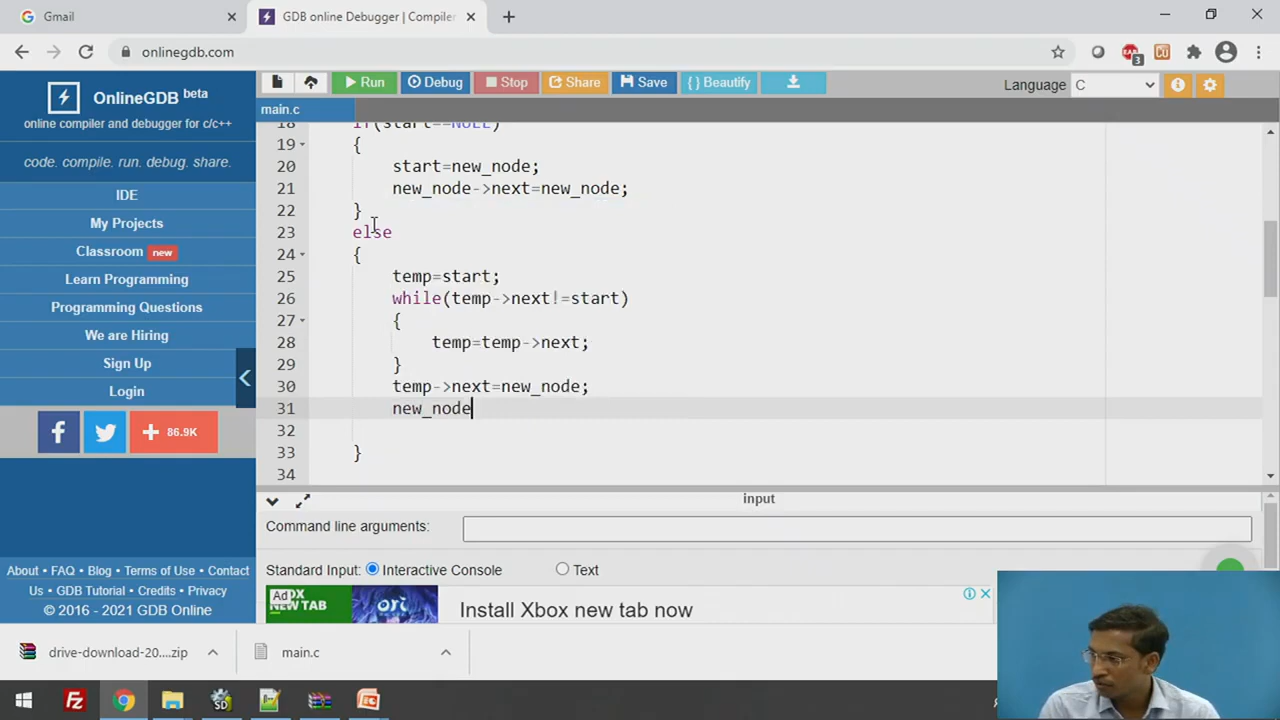 Gmail
GDB online Debugger | Compiler
onlinegdb.com
3
OnlineGDB beta
online compiler and debugger for c/c++
code. compile. run. debug. share.
IDE
My Projects
Classroom new
Learn Programming
Programming Questions
We are Hiring
Sign Up
Login
86.9K
About • FAQ • Blog • Terms of Use • Contact
Us • GDB Tutorial • Credits • Privacy
© 2016 - 2021 GDB Online
Run Debug Stop Share Save { } Beautify
Language C
main.c
18 if(start==NULL)
19 {
20 start=new_node;
21 new_node->next=new_node;
22 }
23 else
24 {
25 temp=start;
26 while(temp->next!=start)
27 {
28 temp=temp->next;
29 }
30 temp->next=new_node;
31 new_node
32
33 }
34
input
Command line arguments:
Standard Input: Interactive Console Text
Ad
NEW TAB
ori
Install Xbox new tab now
drive-download-20....zip
main.c